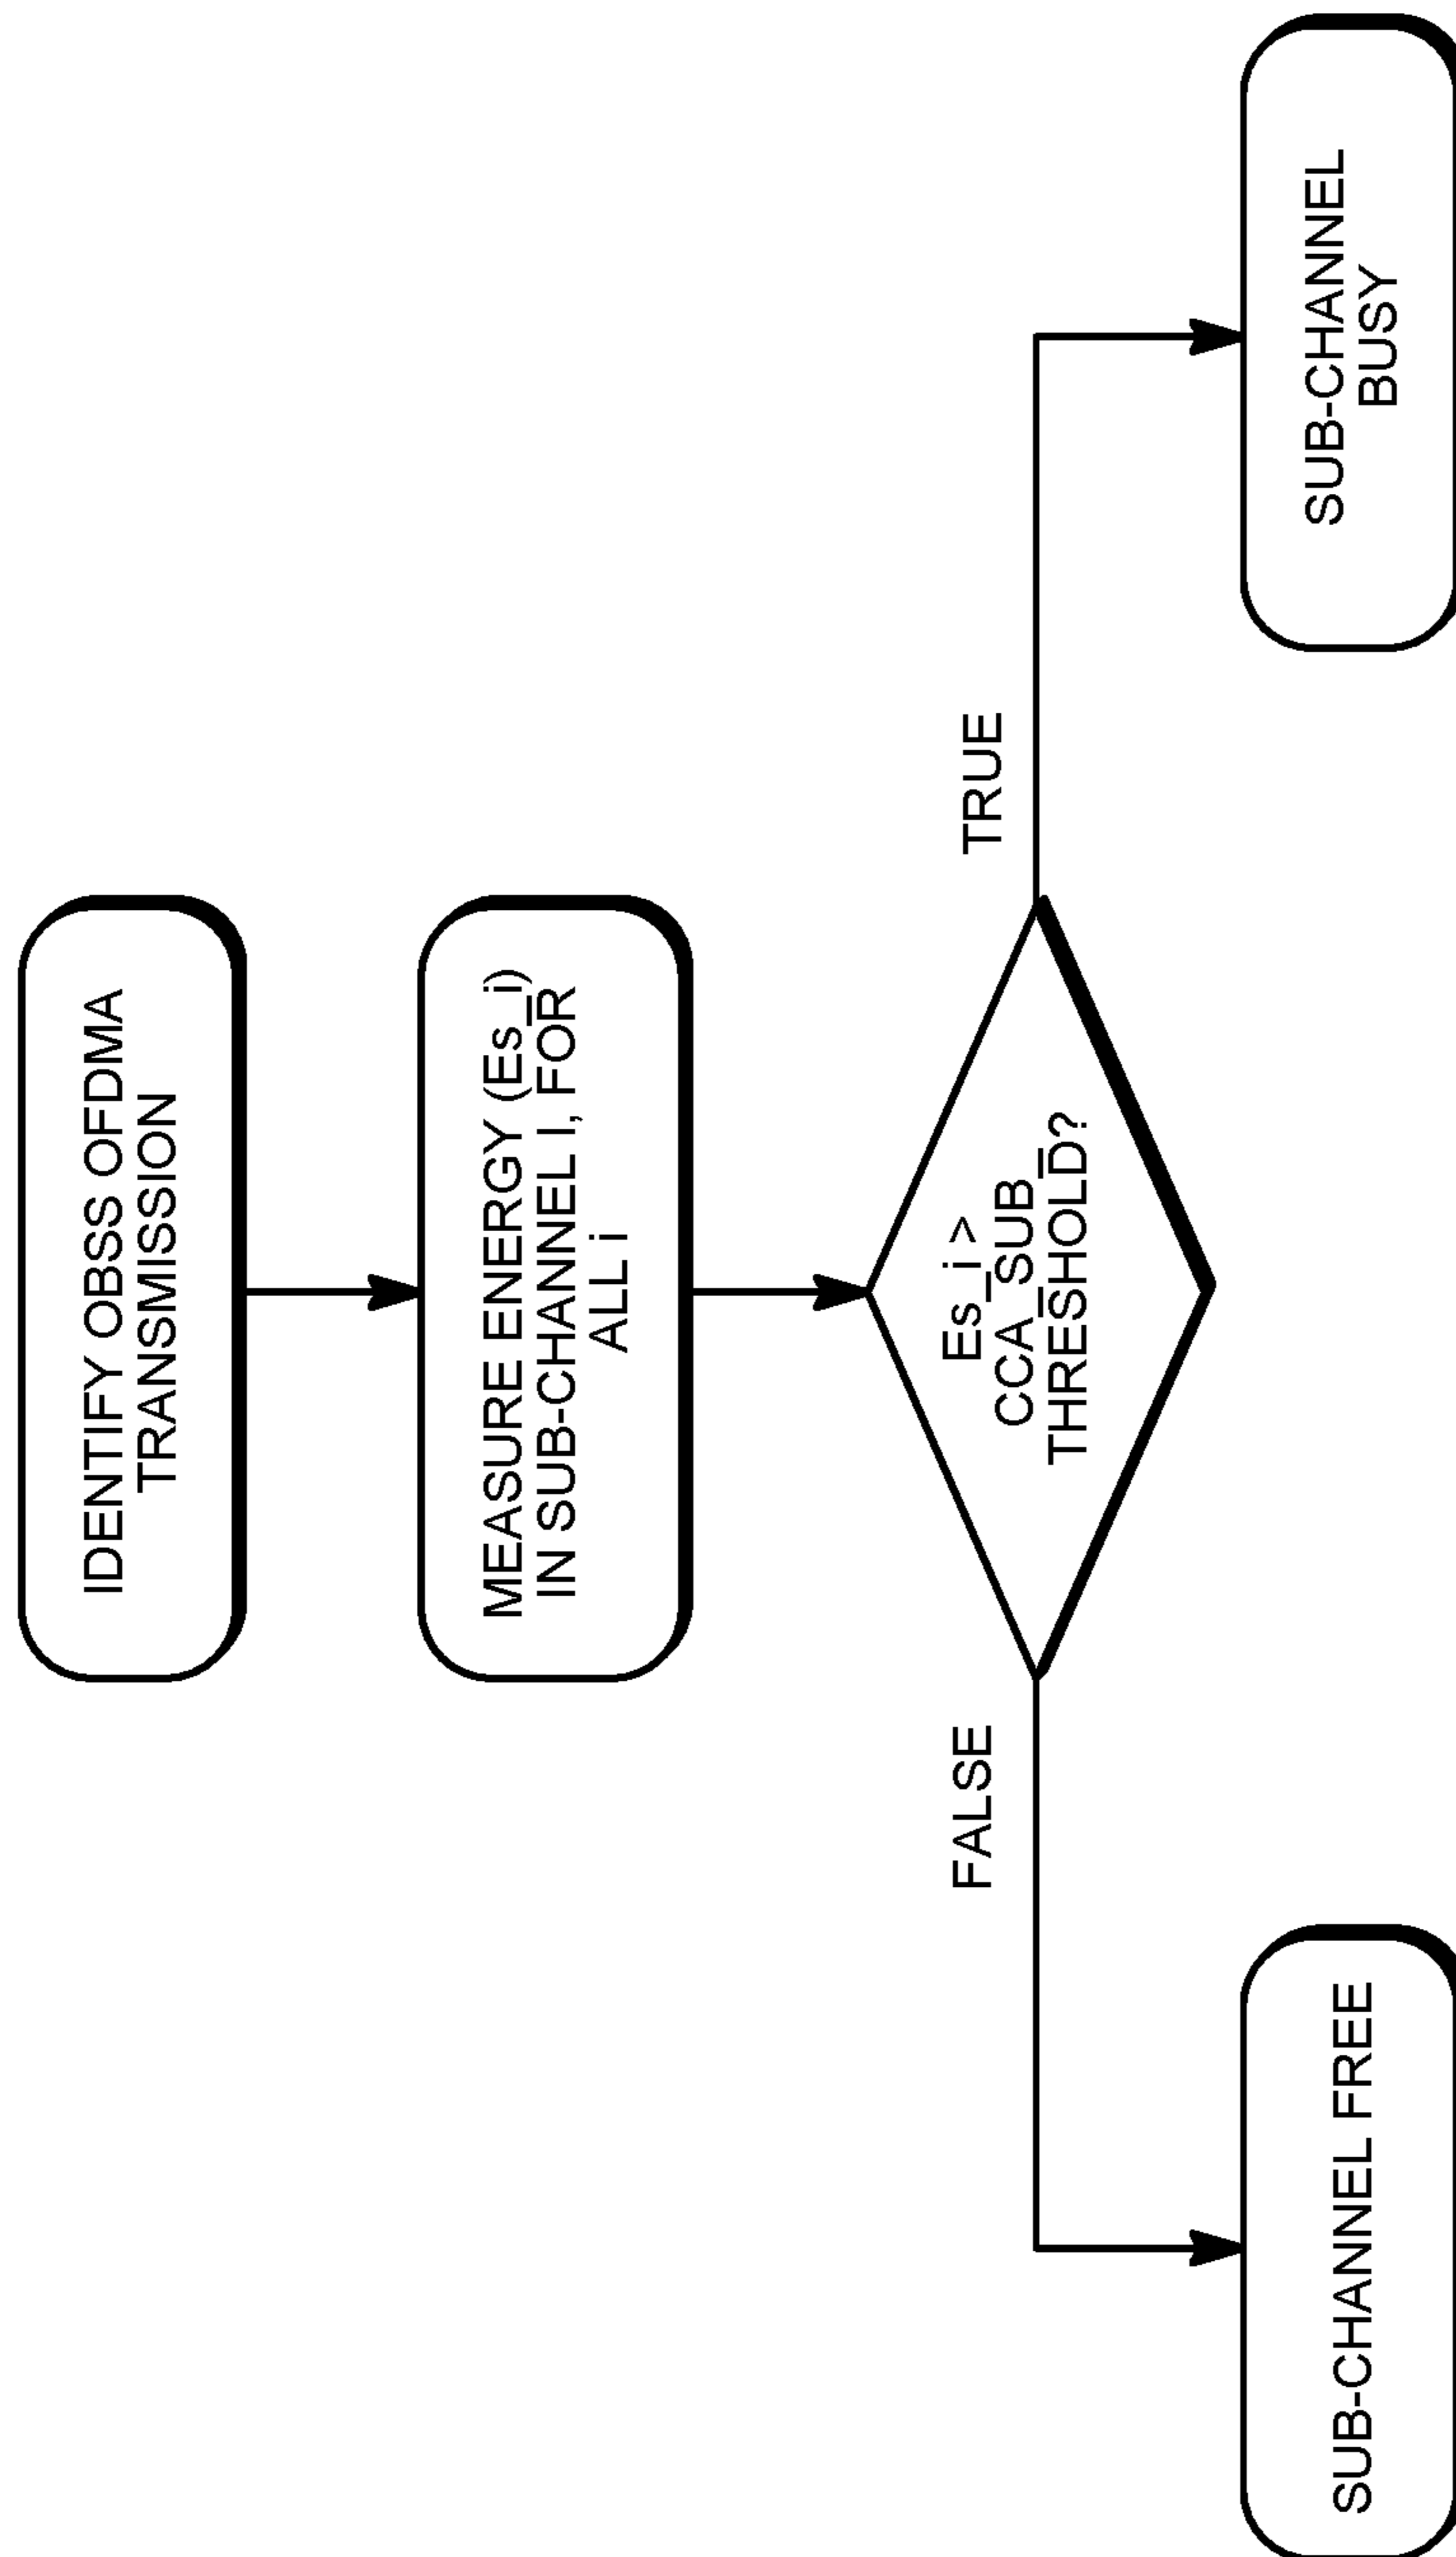 IDENTIFY OBSS OFDMA
TRANSMISSION
MEASURE ENERGY (Es_i)
IN SUB-CHANNEL I, FOR
ALL i
Es_i >
CCA_SUB_
THRESHOLD?
FALSE
TRUE
SUB-CHANNEL FREE
SUB-CHANNEL
BUSY